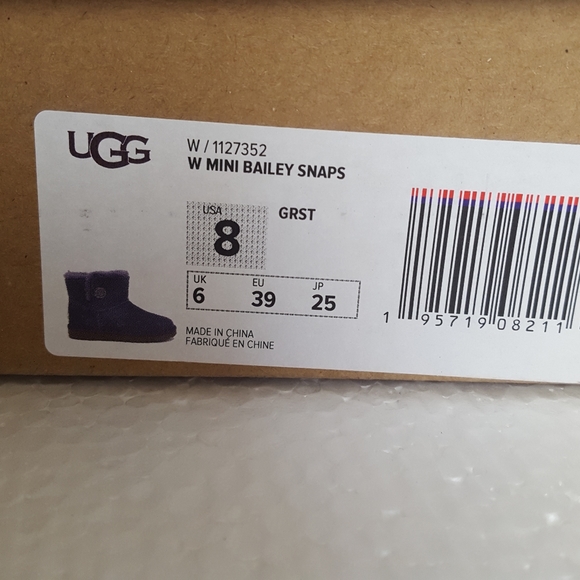 UGG
W / 1127352
W MINI BAILEY SNAPS
USA
8
GRST
UK EU JP
6 39 25
MADE IN CHINA
FABRIQUÉ EN CHINE
1 95719 08211